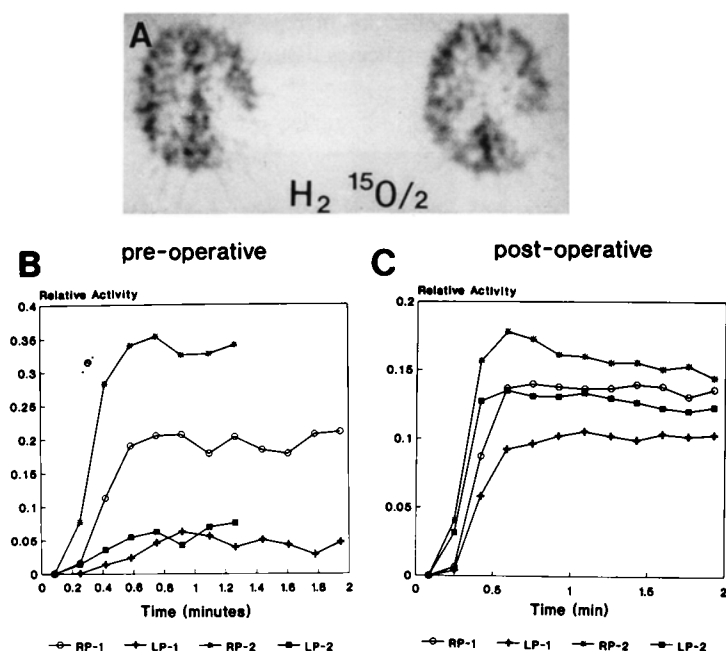 A
H₂ ¹⁵O/2
B
pre-operative
Relative Activity
0.4
0.35
0.3
0.25
0.2
0.15
0.1
0.05
0
0 0.2 0.4 0.6 0.8 1 1.2 1.4 1.6 1.8 2
Time (minutes)
RP-1 LP-1 RP-2 LP-2
C
post-operative
Relative Activity
0.2
0.15
0.1
0.05
0
0 0.5 1 1.5 2
Time (min)
RP-1 LP-1 RP-2 LP-2